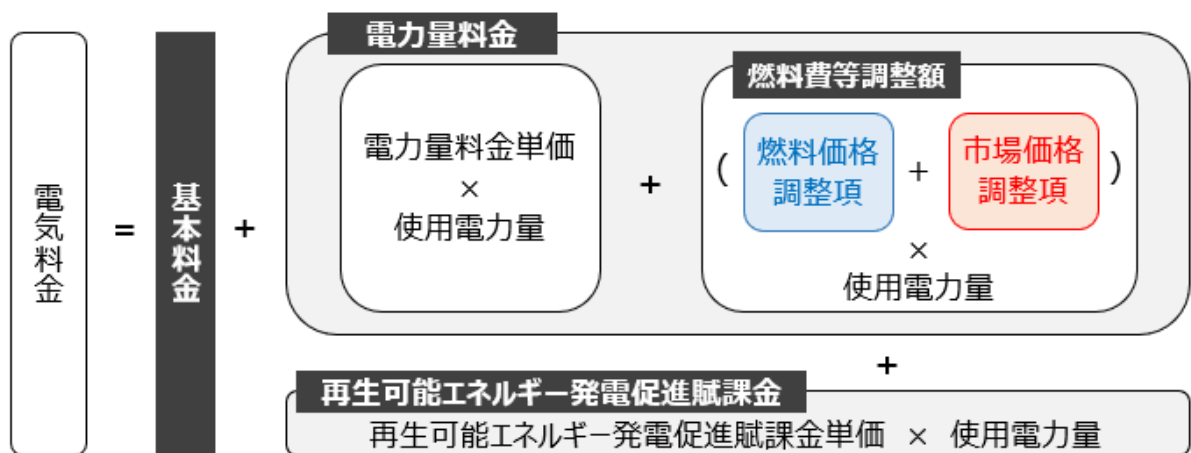 電気料金
=
基本料金
+
電力量料金
電力量料金単価
×
使用電力量
+
燃料費等調整額
(
燃料価格
調整項
+
市場価格
調整項
)
×
使用電力量
+
再生可能エネルギー発電促進賦課金
再生可能エネルギー発電促進賦課金単価 × 使用電力量